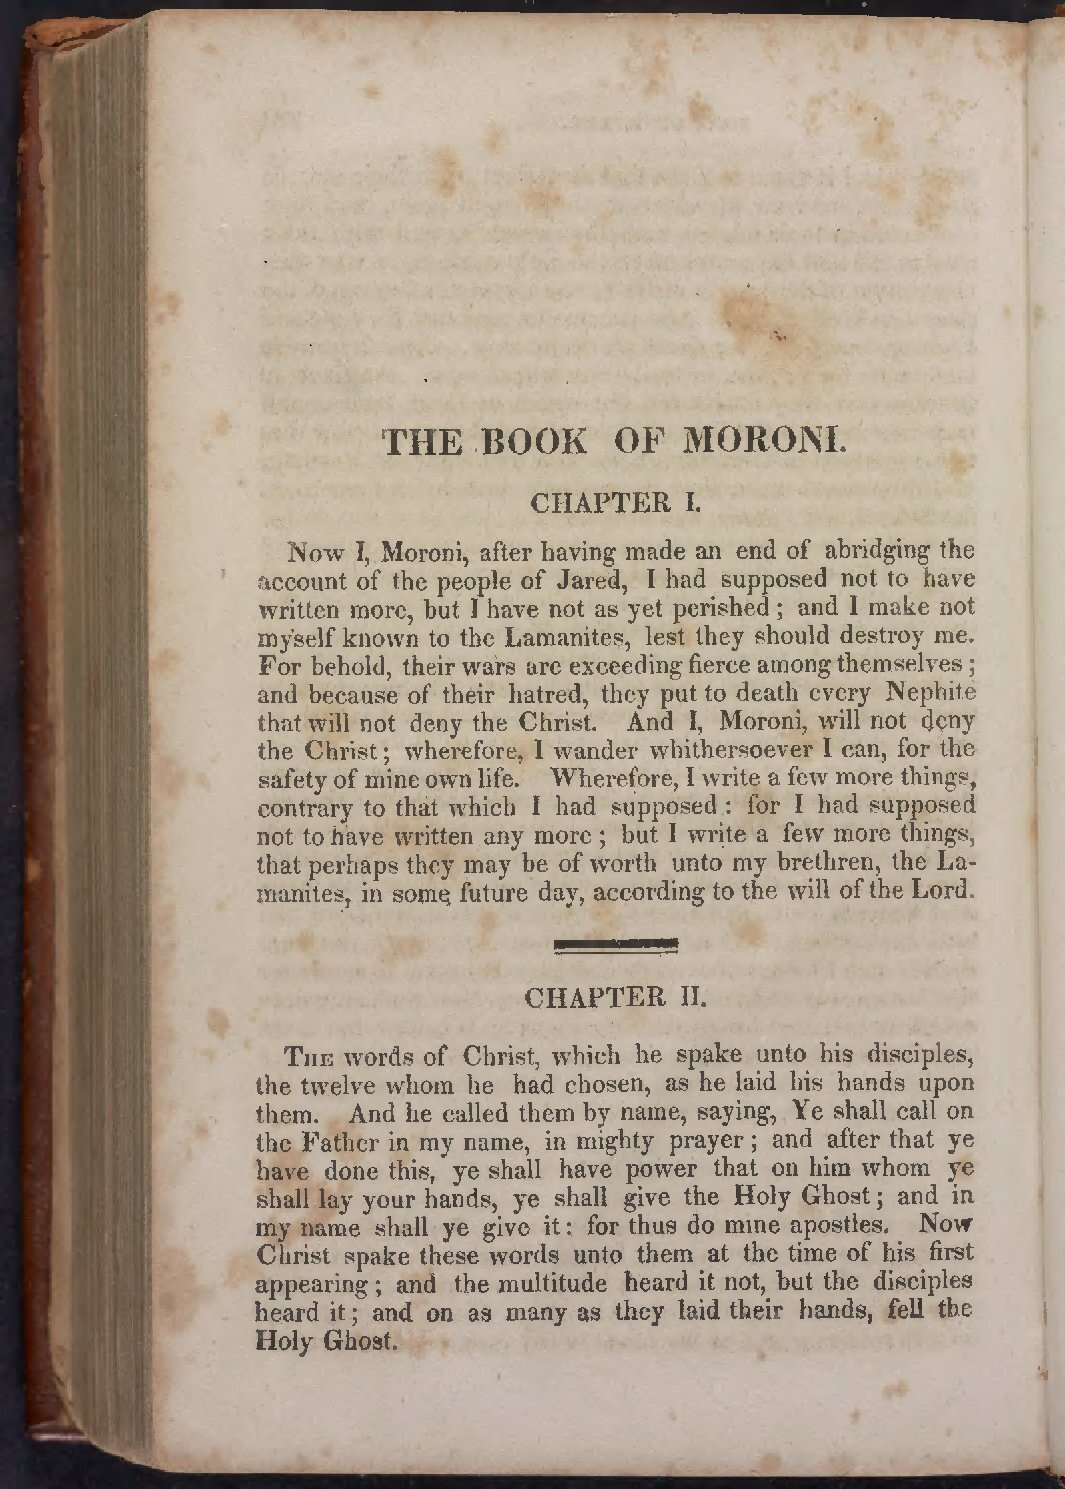 THE BOOK OF MORONI.
CHAPTER I.
Now I, Moroni, after having made an end of abridging the
account of the people of Jared, I had supposed not to have
written more, but I have not as yet perished; and I make not
myself known to the Lamanites, lest they should destroy me.
For behold, their wars are exceeding fierce among themselves;
and because of their hatred, they put to death every Nephite
that will not deny the Christ. And I, Moroni, will not deny
the Christ; wherefore, I wander whithersoever I can, for the
safety of mine own life. Wherefore, I write a few more things,
contrary to that which I had supposed: for I had supposed
not to have written any more; but I write a few more things,
that perhaps they may be of worth unto my brethren, the La-
manites, in some future day, according to the will of the Lord.
CHAPTER II.
THE words of Christ, which he spake unto his disciples,
the twelve whom he had chosen, as he laid his hands upon
them. And he called them by name, saying, Ye shall call on
the Father in my name, in mighty prayer; and after that ye
have done this, ye shall have power that on him whom ye
shall lay your hands, ye shall give the Holy Ghost; and in
my name shall ye give it: for thus do mine apostles. Now
Christ spake these words unto them at the time of his first
appearing; and the multitude heard it not, but the disciples
heard it; and on as many as they laid their hands, fell the
Holy Ghost.